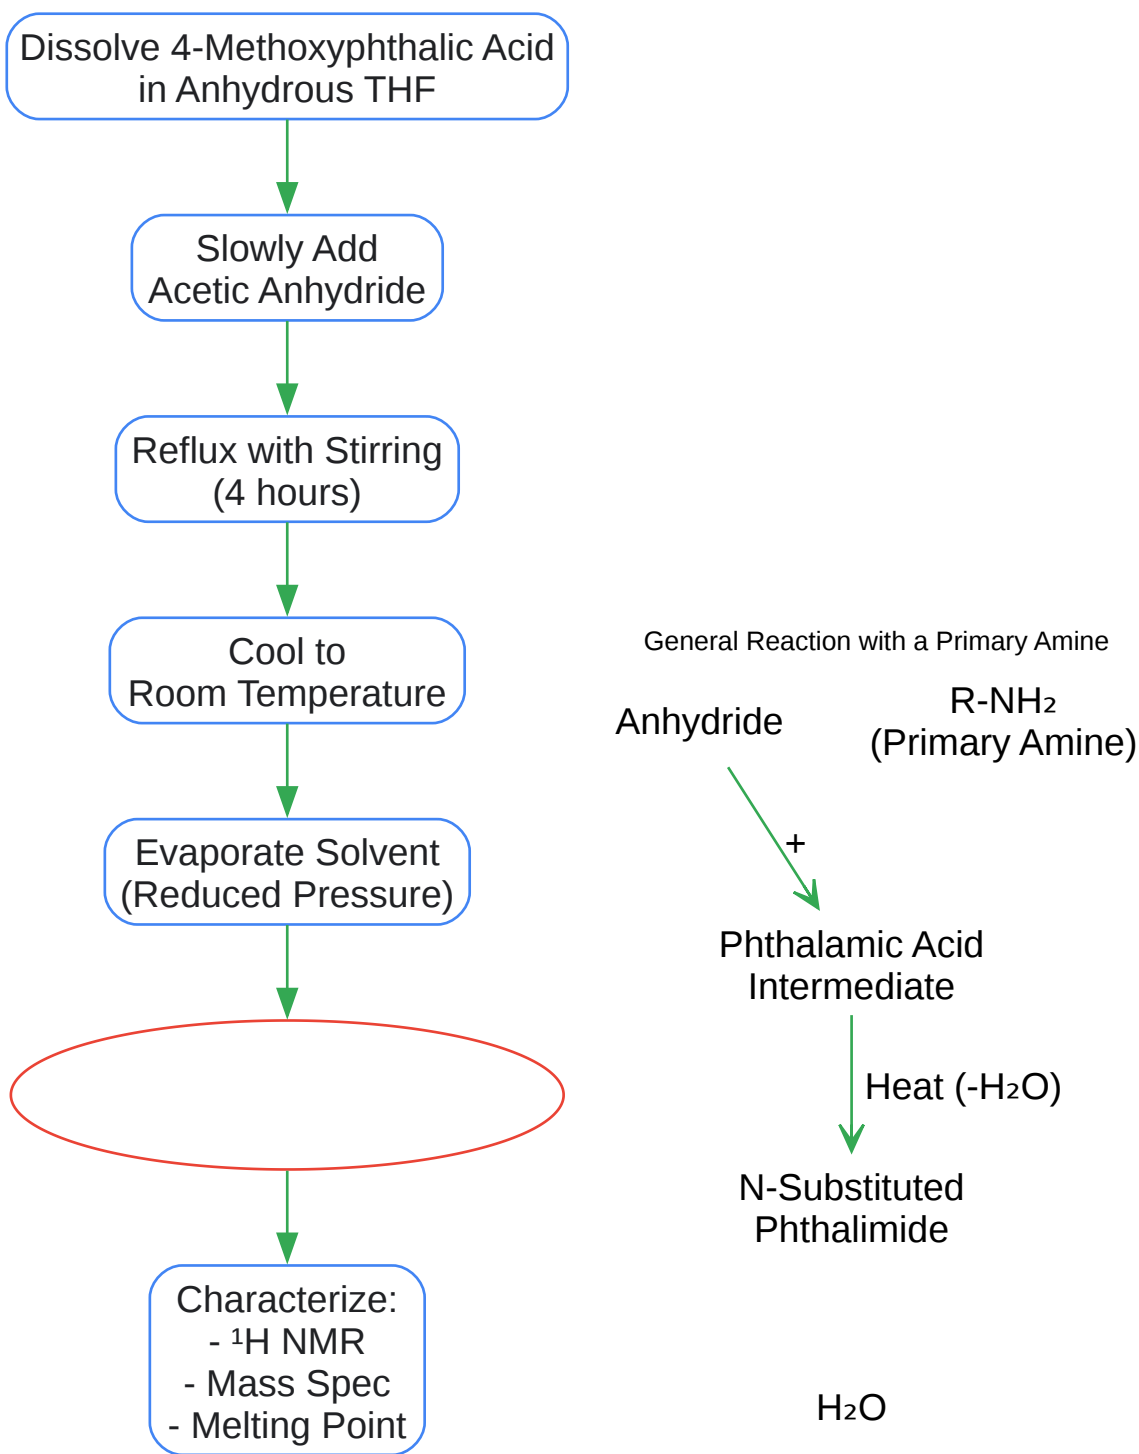 Dissolve 4-Methoxyphthalic Acid
in Anhydrous THF
Slowly Add
Acetic Anhydride
Reflux with Stirring
(4 hours)
Cool to
Room Temperature
Evaporate Solvent
(Reduced Pressure)
Characterize:
- ¹H NMR
- Mass Spec
- Melting Point
General Reaction with a Primary Amine
Anhydride
R-NH₂
(Primary Amine)
+
Phthalamic Acid
Intermediate
Heat (-H₂O)
N-Substituted
Phthalimide
H₂O